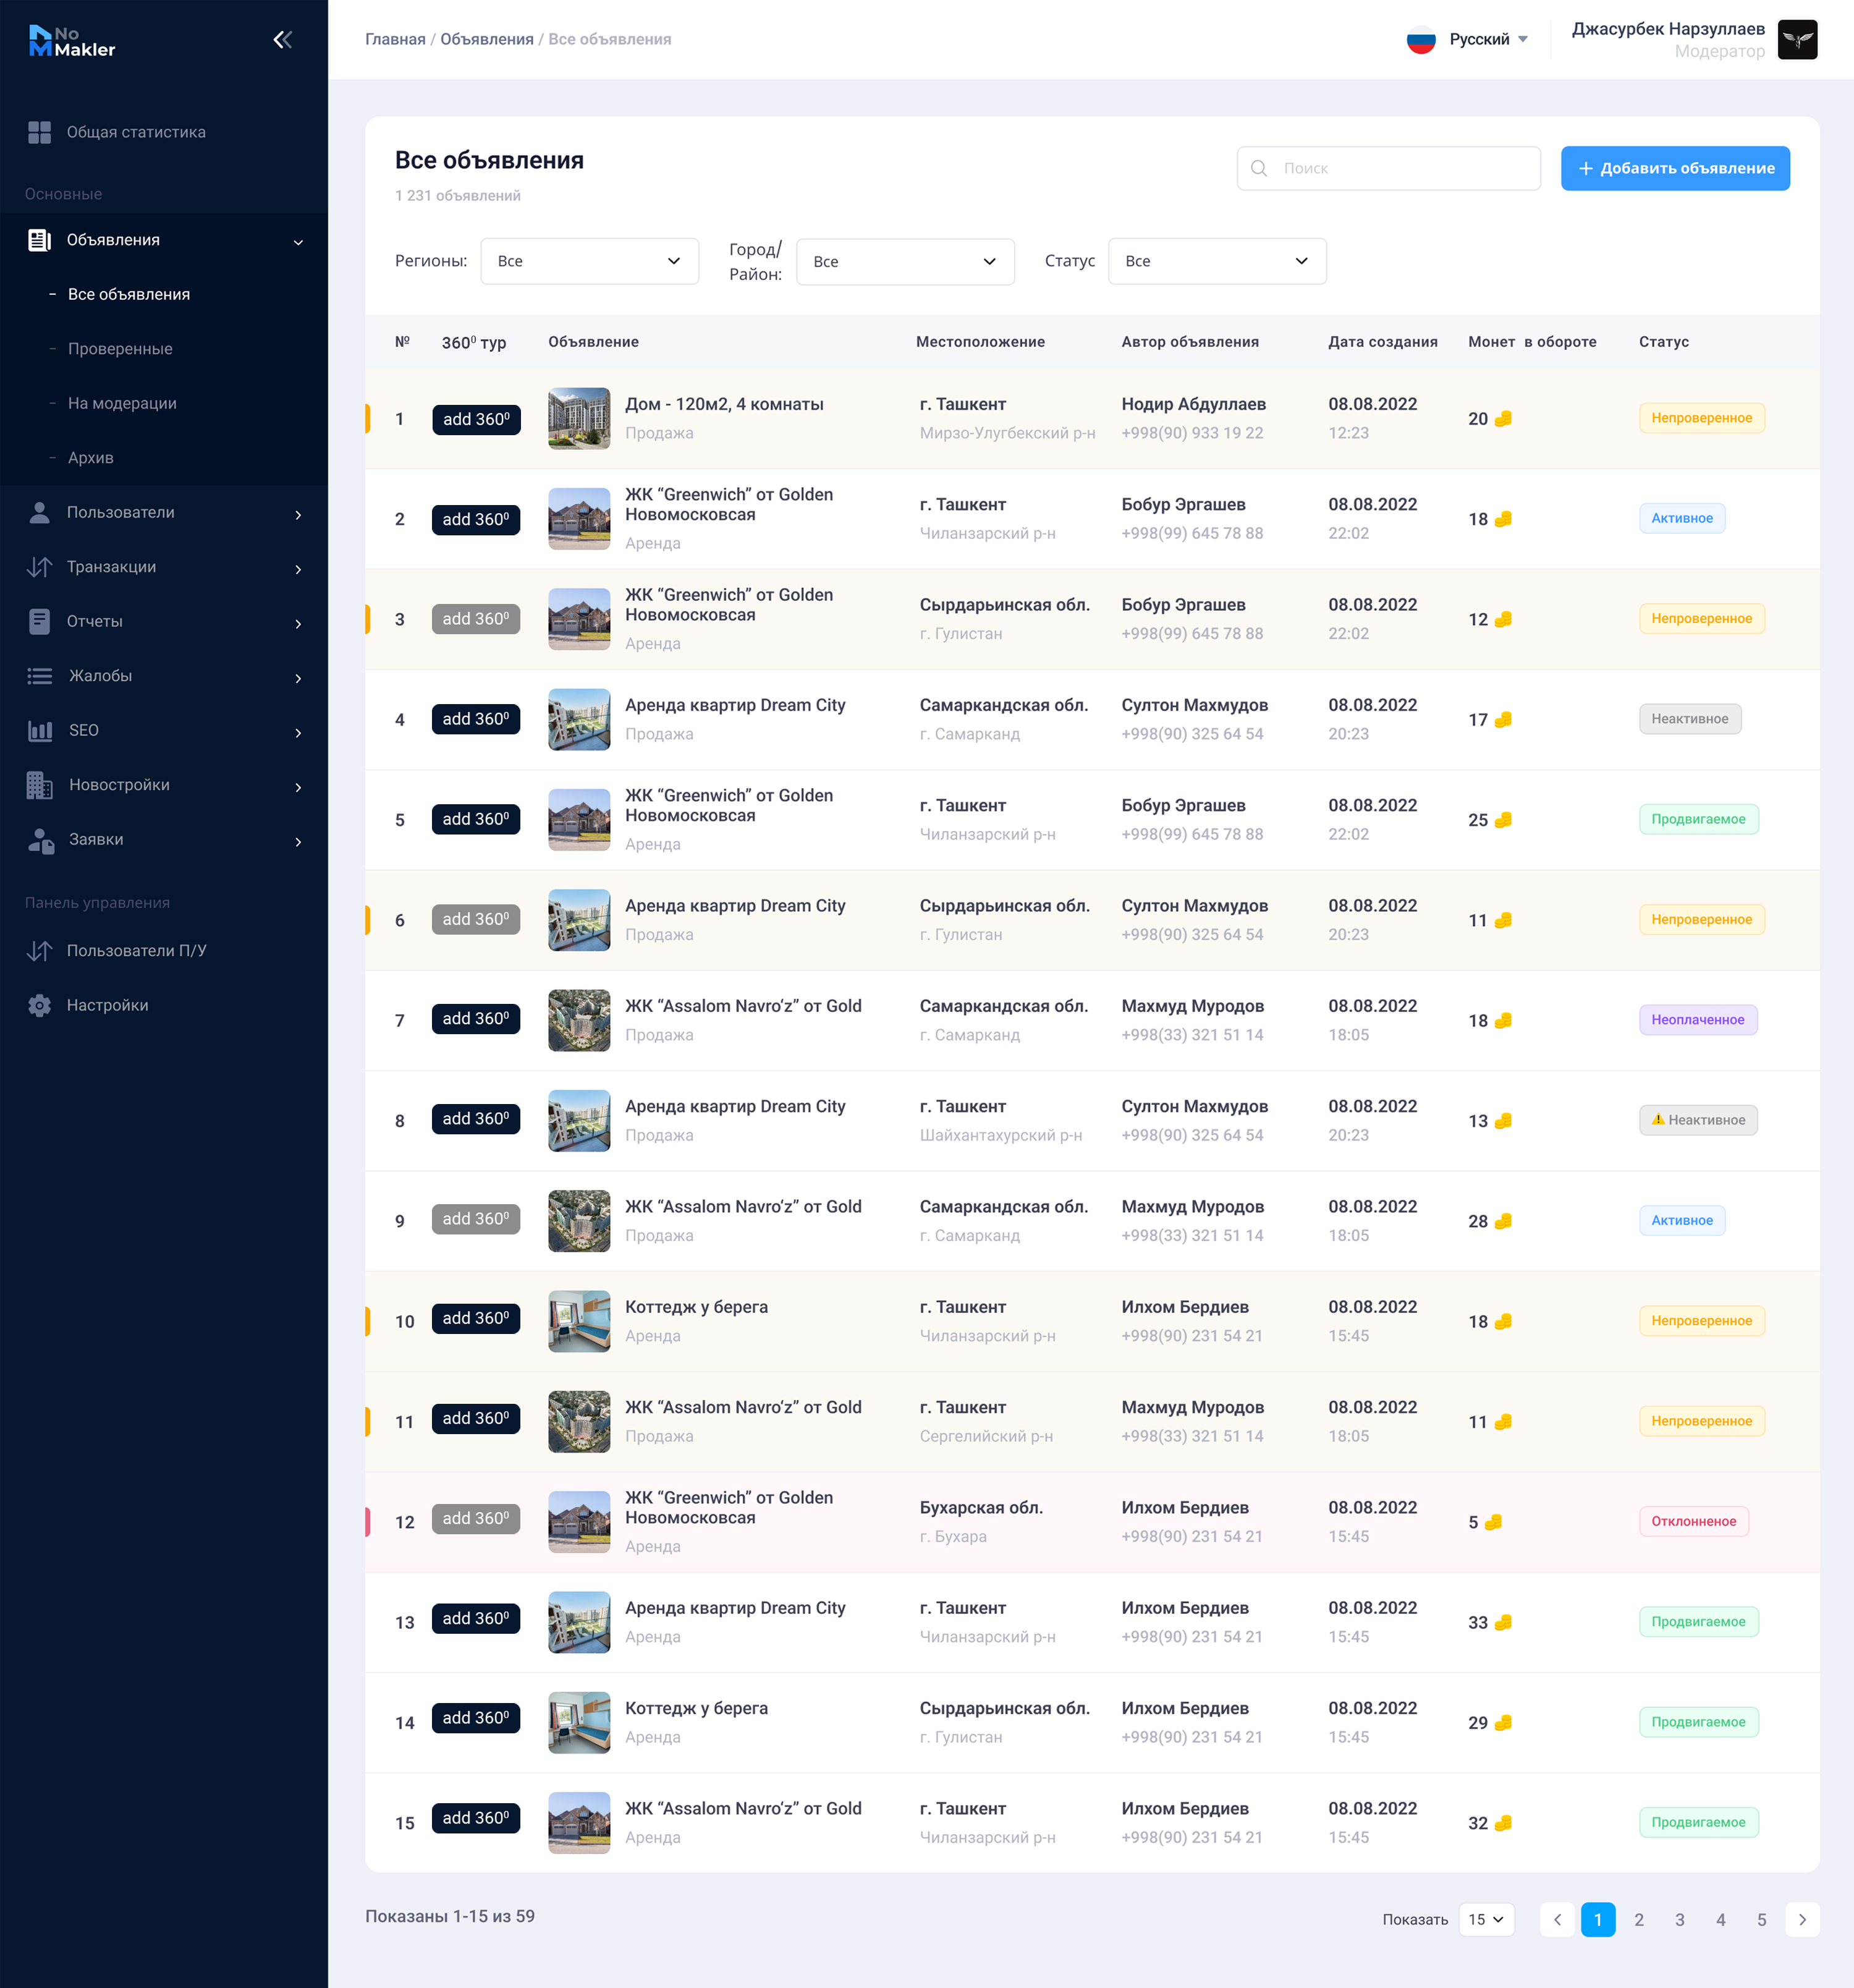 No
Makler
Общая статистика
Основные
Объявления
Все объявления
Проверенные
На модерации
Архив
Пользователи
Транзакции
Отчеты
Жалобы
SEO
Новостройки
Заявки
Панель управления
Пользователи П/У
Настройки
Главная / Объявления / Все объявления
Русский
Джасурбек Нарзуллаев
Модератор
Все объявления
1 231 объявлений
Поиск
+ Добавить объявление
Регионы: Все
Город/
Район: Все
Статус Все
№ 360⁰ тур Объявление Местоположение Автор объявления Дата создания Монет в обороте Статус
1 add 360⁰ Дом - 120м2, 4 комнаты г. Ташкент Нодир Абдуллаев 08.08.2022 20 Непроверенное
Продажа Мирзо-Улугбекский р-н +998(90) 933 19 22 12:23
2 add 360⁰ ЖК “Greenwich” от Golden
Новомосковсая г. Ташкент Бобур Эргашев 08.08.2022 18 Активное
Аренда Чиланзарский р-н +998(99) 645 78 88 22:02
3 add 360⁰ ЖК “Greenwich” от Golden
Новомосковсая Сырдарьинская обл. Бобур Эргашев 08.08.2022 12 Непроверенное
Аренда г. Гулистан +998(99) 645 78 88 22:02
4 add 360⁰ Аренда квартир Dream City Самаркандская обл. Султон Махмудов 08.08.2022 17 Неактивное
Продажа г. Самарканд +998(90) 325 64 54 20:23
5 add 360⁰ ЖК “Greenwich” от Golden
Новомосковсая г. Ташкент Бобур Эргашев 08.08.2022 25 Продвигаемое
Аренда Чиланзарский р-н +998(99) 645 78 88 22:02
6 add 360⁰ Аренда квартир Dream City Сырдарьинская обл. Султон Махмудов 08.08.2022 11 Непроверенное
Продажа г. Гулистан +998(90) 325 64 54 20:23
7 add 360⁰ ЖК “Assalom Navro‘z” от Gold Самаркандская обл. Махмуд Муродов 08.08.2022 18 Неоплаченное
Продажа г. Самарканд +998(33) 321 51 14 18:05
8 add 360⁰ Аренда квартир Dream City г. Ташкент Султон Махмудов 08.08.2022 13 Неактивное
Продажа Шайхантахурский р-н +998(90) 325 64 54 20:23
9 add 360⁰ ЖК “Assalom Navro‘z” от Gold Самаркандская обл. Махмуд Муродов 08.08.2022 28 Активное
Продажа г. Самарканд +998(33) 321 51 14 18:05
10 add 360⁰ Коттедж у берега г. Ташкент Илхом Бердиев 08.08.2022 18 Непроверенное
Аренда Чиланзарский р-н +998(90) 231 54 21 15:45
11 add 360⁰ ЖК “Assalom Navro‘z” от Gold г. Ташкент Махмуд Муродов 08.08.2022 11 Непроверенное
Продажа Сергелийский р-н +998(33) 321 51 14 18:05
12 add 360⁰ ЖК “Greenwich” от Golden
Новомосковсая Бухарская обл. Илхом Бердиев 08.08.2022 5 Отклонненое
Аренда г. Бухара +998(90) 231 54 21 15:45
13 add 360⁰ Аренда квартир Dream City г. Ташкент Илхом Бердиев 08.08.2022 33 Продвигаемое
Аренда Чиланзарский р-н +998(90) 231 54 21 15:45
14 add 360⁰ Коттедж у берега Сырдарьинская обл. Илхом Бердиев 08.08.2022 29 Продвигаемое
Аренда г. Гулистан +998(90) 231 54 21 15:45
15 add 360⁰ ЖК “Assalom Navro‘z” от Gold г. Ташкент Илхом Бердиев 08.08.2022 32 Продвигаемое
Аренда Чиланзарский р-н +998(90) 231 54 21 15:45
Показаны 1-15 из 59
Показать 15 1 2 3 4 5